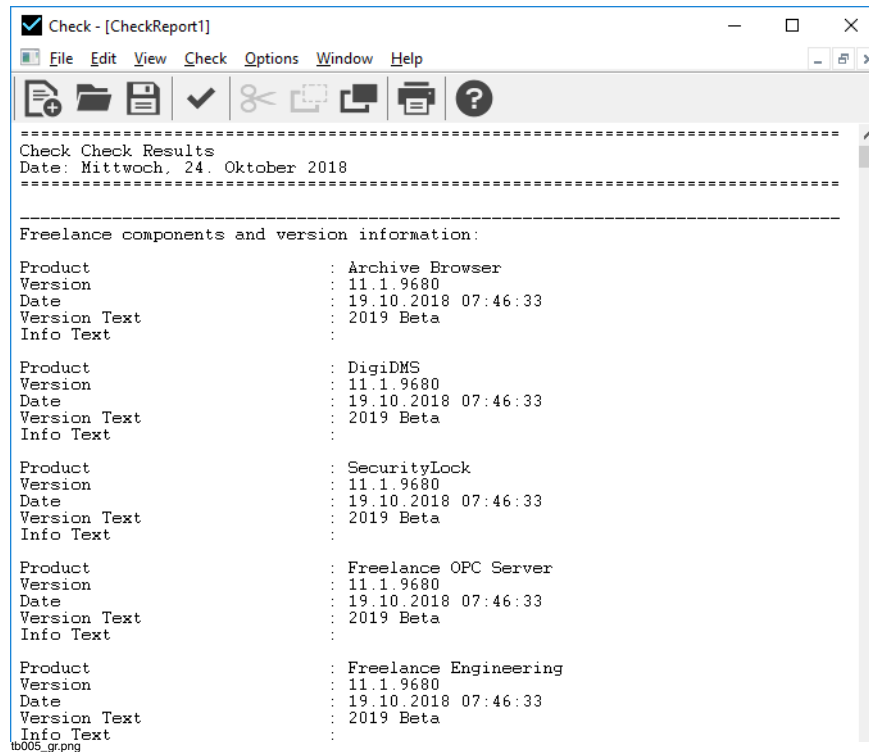 Check - [CheckReport1]
File Edit View Check Options Window Help
================================================================================
Check Check Results
Date: Mittwoch, 24. Oktober 2018
================================================================================
________________________________________________________________________________
Freelance components and version information:
Product : Archive Browser
Version : 11.1.9680
Date : 19.10.2018 07:46:33
Version Text : 2019 Beta
Info Text :
Product : DigiDMS
Version : 11.1.9680
Date : 19.10.2018 07:46:33
Version Text : 2019 Beta
Info Text :
Product : SecurityLock
Version : 11.1.9680
Date : 19.10.2018 07:46:33
Version Text : 2019 Beta
Info Text :
Product : Freelance OPC Server
Version : 11.1.9680
Date : 19.10.2018 07:46:33
Version Text : 2019 Beta
Info Text :
Product : Freelance Engineering
Version : 11.1.9680
Date : 19.10.2018 07:46:33
Version Text : 2019 Beta
Info Text :
tb005_gr.png